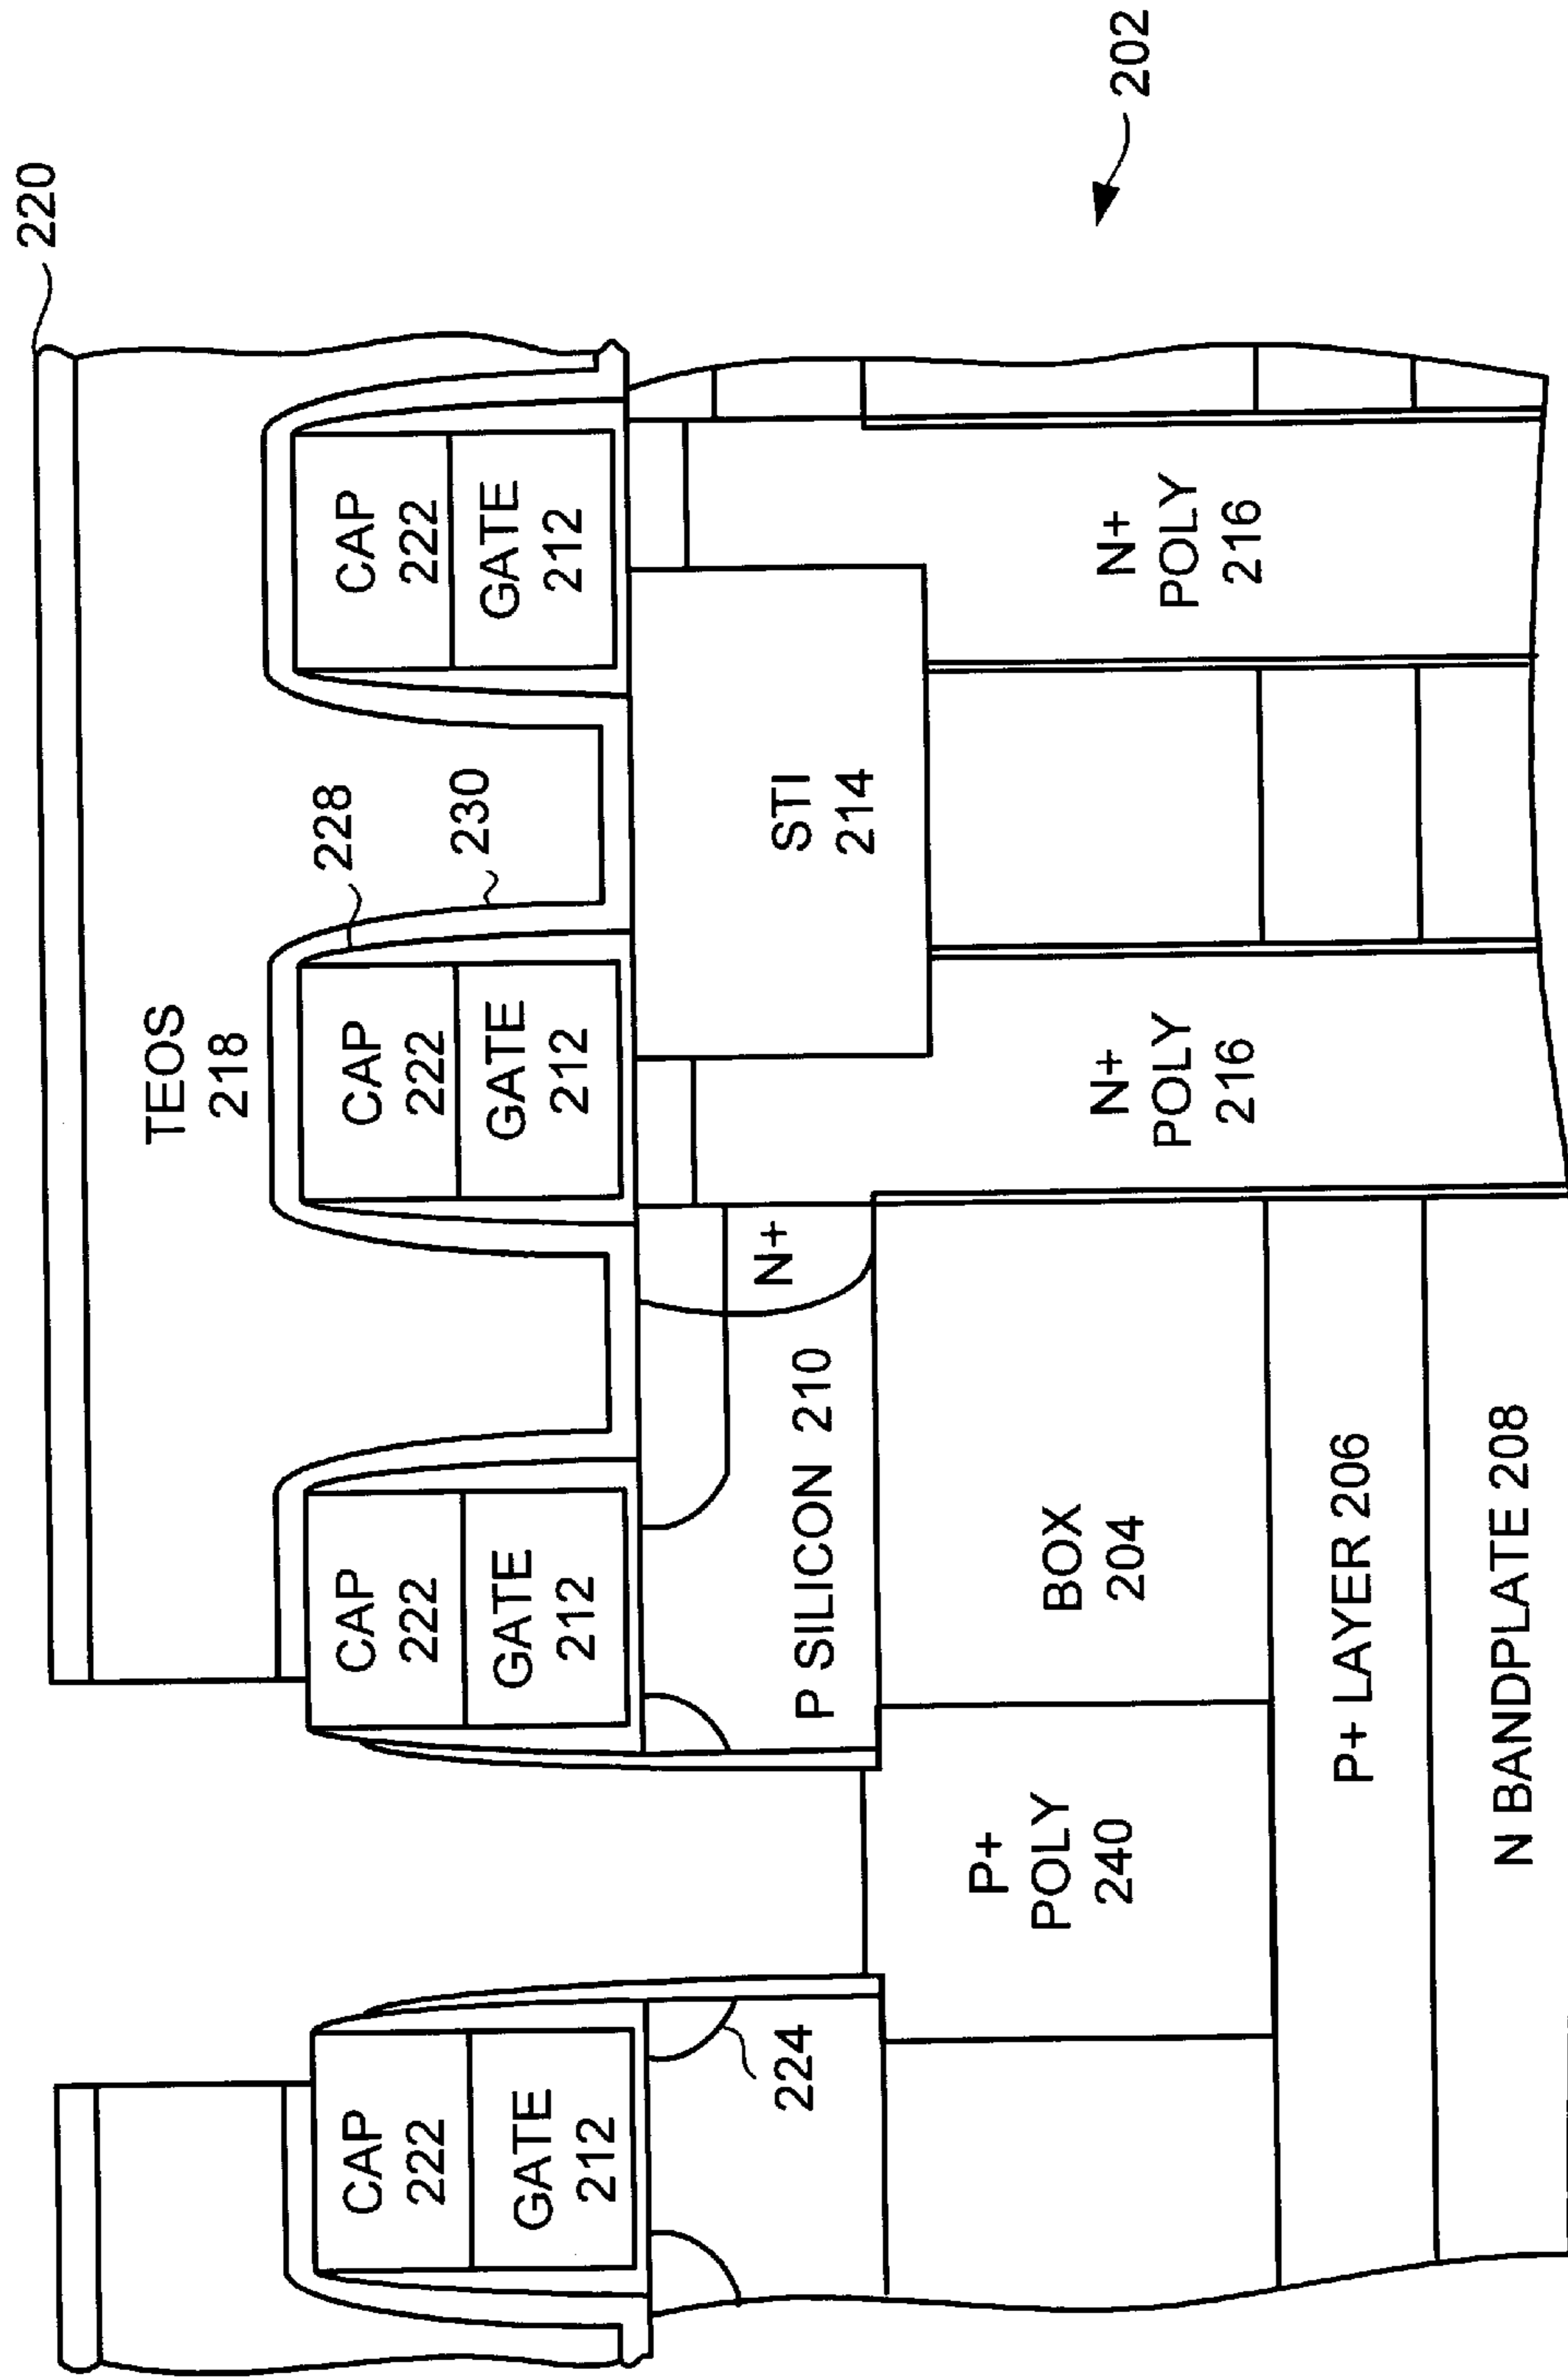 220
TEOS
218
228
230
CAP
222
GATE
212
CAP
222
GATE
212
CAP
222
GATE
212
CAP
222
GATE
212
224
P SILICON 210
N+
STI
214
P+
POLY
240
BOX
204
N+
POLY
216
N+
POLY
216
202
P+ LAYER 206
N BANDPLATE 208